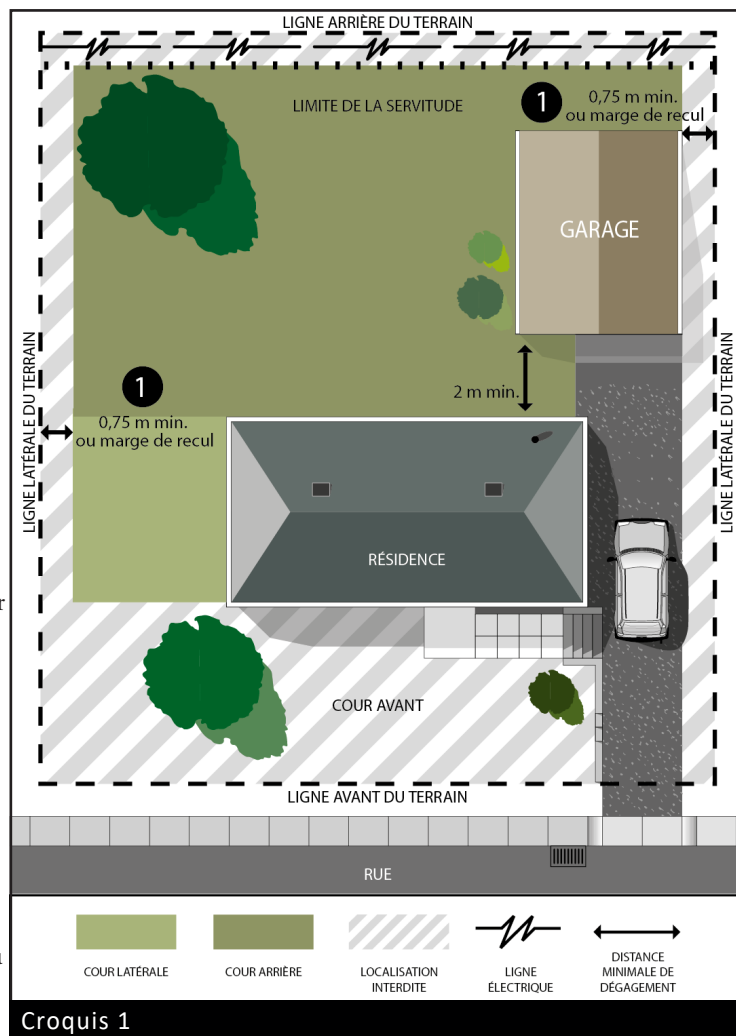 LIGNE ARRIÈRE DU TERRAIN
LIMITE DE LA SERVITUDE
1
0,75 m min.
ou marge de recul
GARAGE
LIGNE LATÉRALE DU TERRAIN
LIGNE LATÉRALE DU TERRAIN
2 m min.
1
0,75 m min.
ou marge de recul
RÉSIDENCE
r
COUR AVANT
LIGNE AVANT DU TERRAIN
RUE
COUR LATÉRALE
COUR ARRIÈRE
LOCALISATION
INTERDITE
LIGNE
ÉLECTRIQUE
DISTANCE
MINIMALE DE
DÉGAGEMENT
Croquis 1